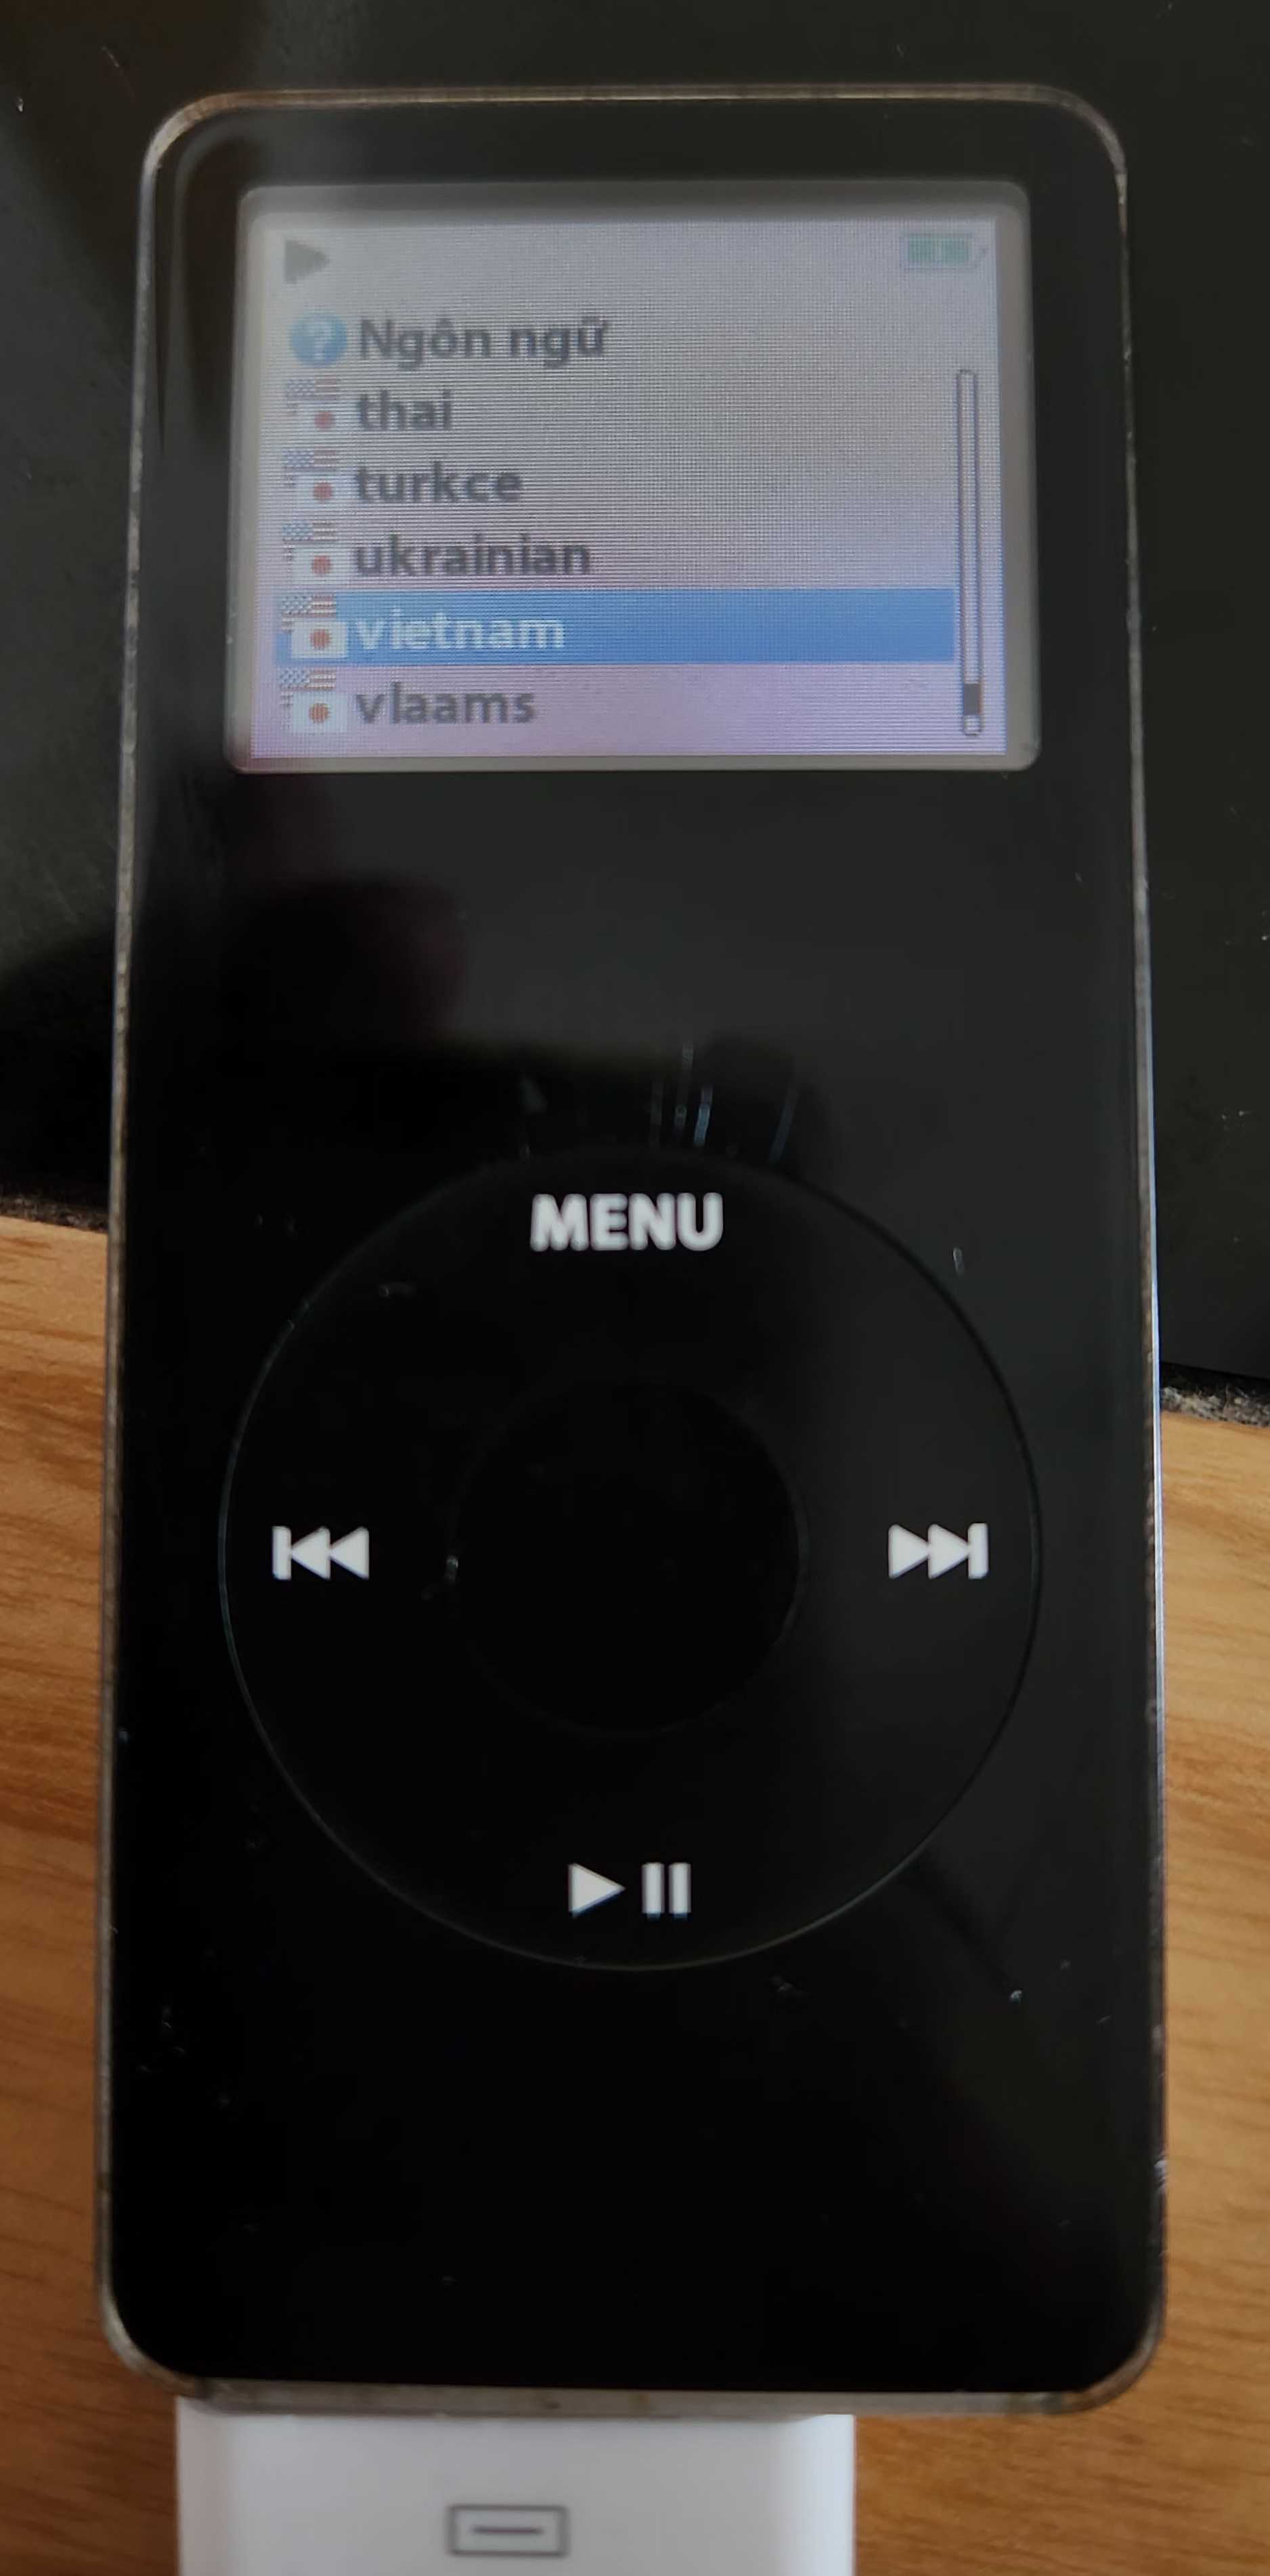 Ngôn ngữ
thai
turkce
ukrainian
vietnam
vlaams
MENU